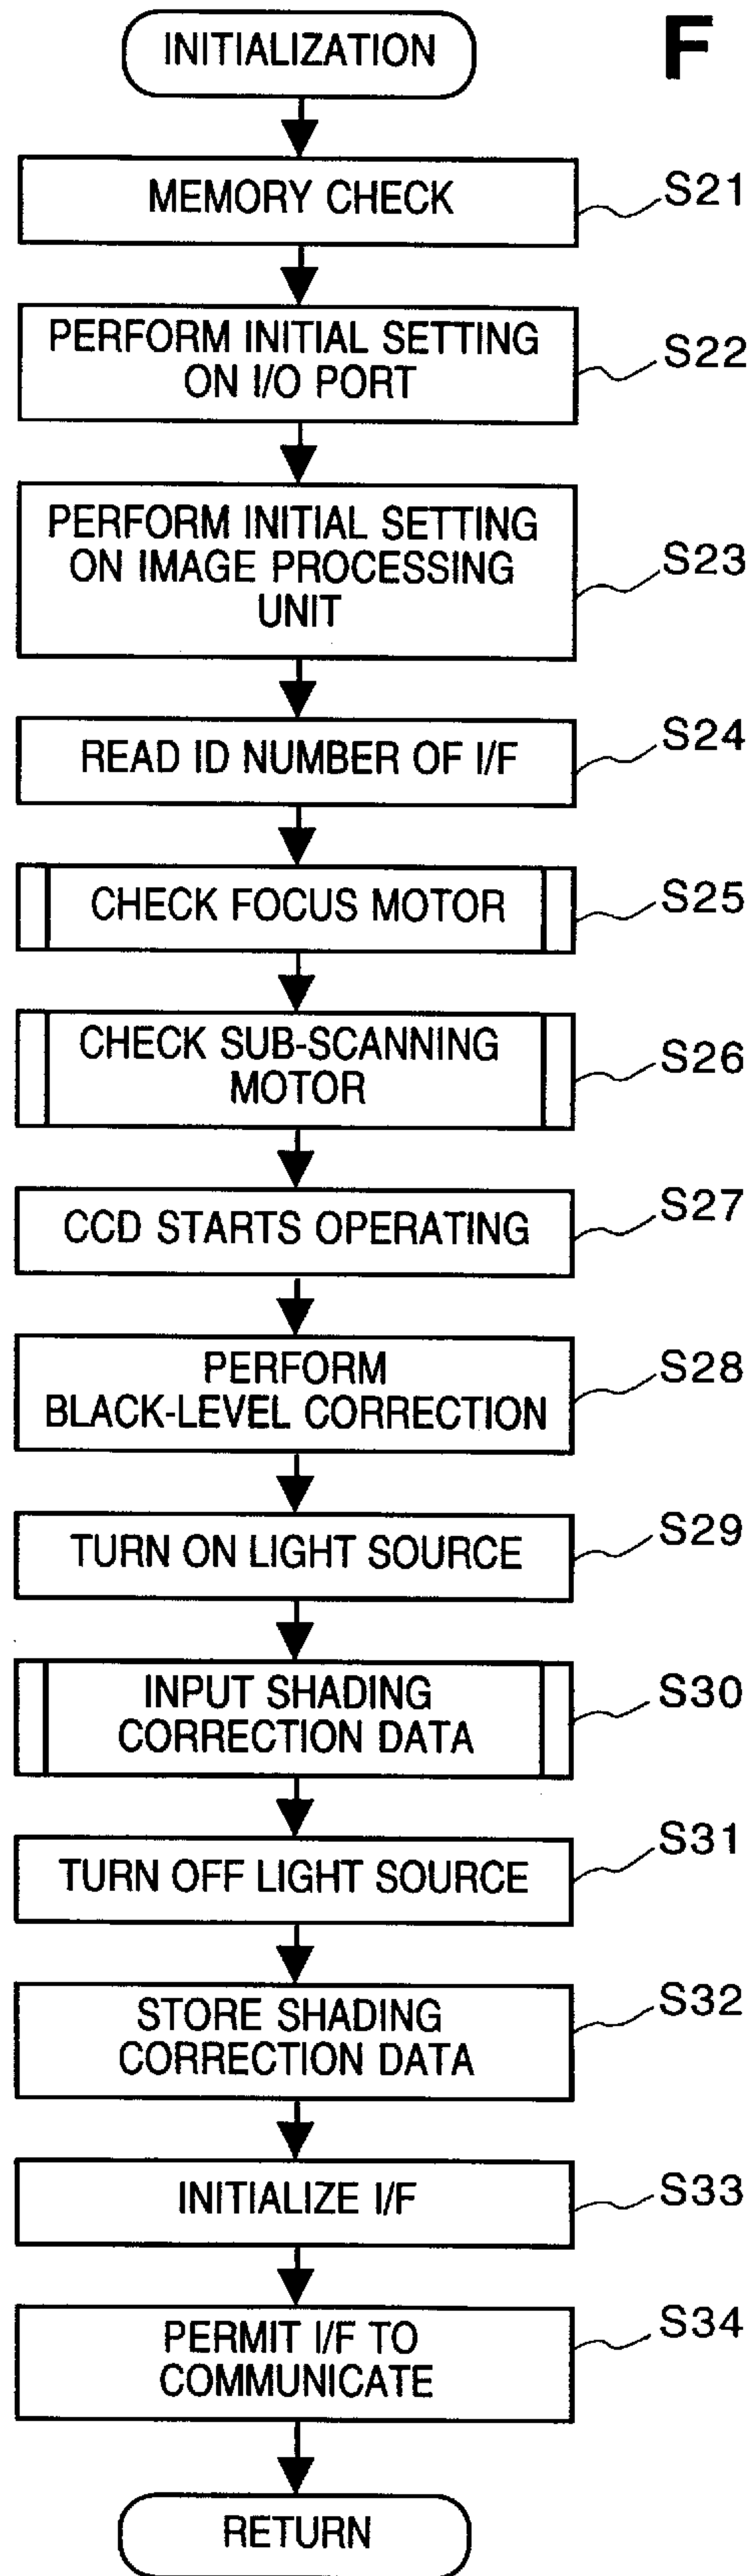 F
INITIALIZATION
MEMORY CHECK
S21
PERFORM INITIAL SETTING
ON I/O PORT
S22
PERFORM INITIAL SETTING
ON IMAGE PROCESSING
UNIT
S23
READ ID NUMBER OF I/F
S24
CHECK FOCUS MOTOR
S25
CHECK SUB-SCANNING
MOTOR
S26
CCD STARTS OPERATING
S27
PERFORM
BLACK-LEVEL CORRECTION
S28
TURN ON LIGHT SOURCE
S29
INPUT SHADING
CORRECTION DATA
S30
TURN OFF LIGHT SOURCE
S31
STORE SHADING
CORRECTION DATA
S32
INITIALIZE I/F
S33
PERMIT I/F TO
COMMUNICATE
S34
RETURN